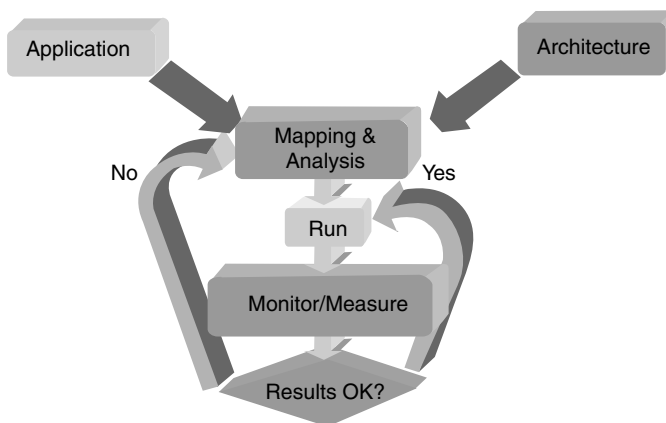 Application
Architecture
Mapping &
Analysis
No
Yes
Run
Monitor/Measure
Results OK?